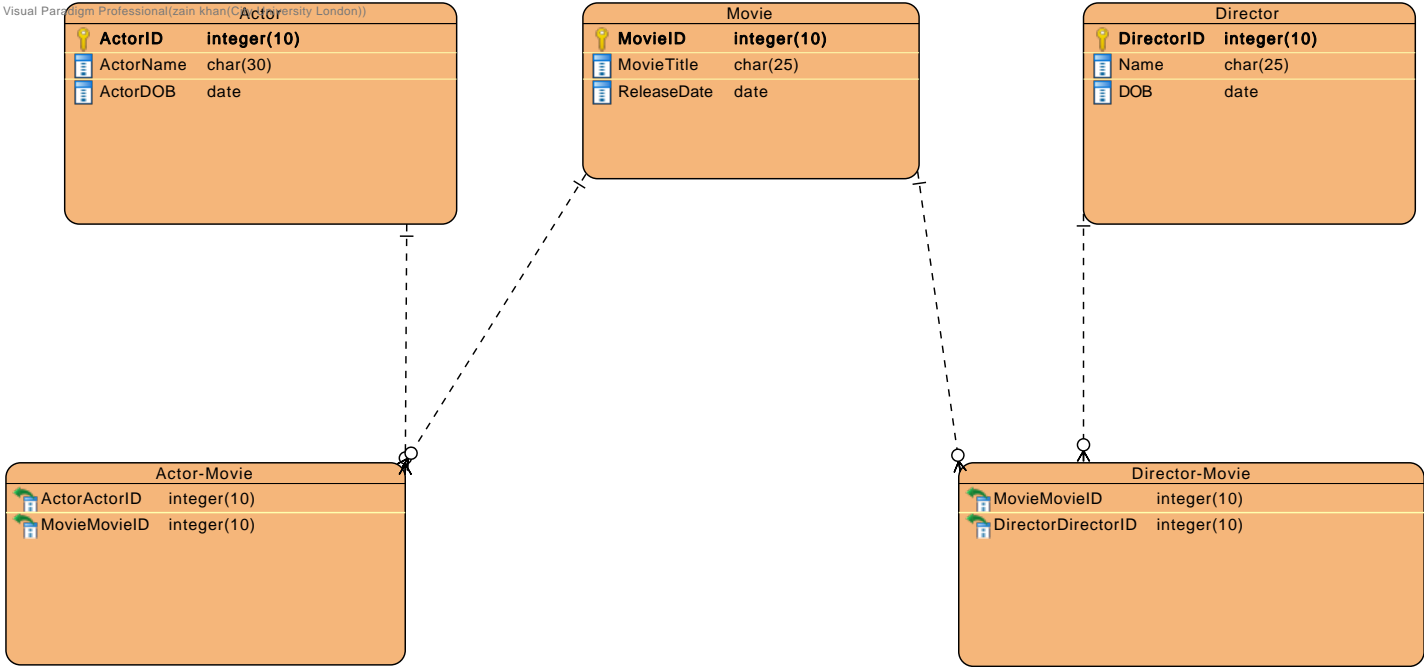 Visual Paradigm Professional(zain khan(City University London))
Actor
ActorID integer(10)
ActorName char(30)
ActorDOB date
Movie
MovieID integer(10)
MovieTitle char(25)
ReleaseDate date
Director
DirectorID integer(10)
Name char(25)
DOB date
Actor-Movie
ActorActorID integer(10)
MovieMovieID integer(10)
Director-Movie
MovieMovieID integer(10)
DirectorDirectorID integer(10)